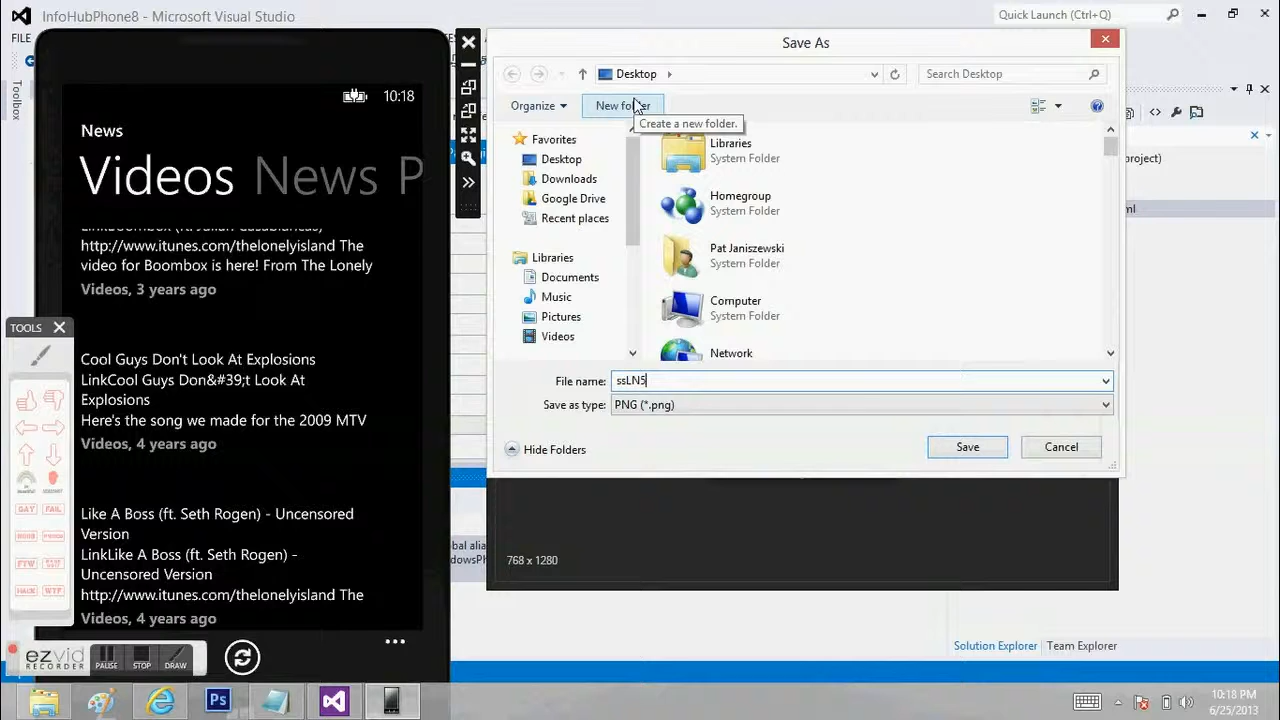 InfoHubPhone8 - Microsoft Visual Studio
Quick Launch (Ctrl+Q)
FILE
Toolbox
10:18
News
Videos News P
http://www.itunes.com/thelonelyisland The
video for Boombox is here! From The Lonely
Videos, 3 years ago
Cool Guys Don't Look At Explosions
LinkCool Guys Don&#39;t Look At
Explosions
Here's the song we made for the 2009 MTV
Videos, 4 years ago
Like A Boss (ft. Seth Rogen) - Uncensored
Version
LinkLike A Boss (ft. Seth Rogen) -
Uncensored Version
http://www.itunes.com/thelonelyisland The
Videos, 4 years ago
TOOLS
GAY FAIL
FTW
HACK WTF
ezvid
RECORDER
PAUSE STOP DRAW
Save As
Desktop
Search Desktop
Organize
New folder
Create a new folder.
Favorites
Desktop
Downloads
Google Drive
Recent places
Libraries
Documents
Music
Pictures
Videos
Libraries
System Folder
Homegroup
System Folder
Pat Janiszewski
System Folder
Computer
System Folder
Network
File name: ssLN5
Save as type: PNG (*.png)
Hide Folders
Save
Cancel
768 x 1280
Solution Explorer Team Explorer
Ps
10:18 PM
6/25/2013